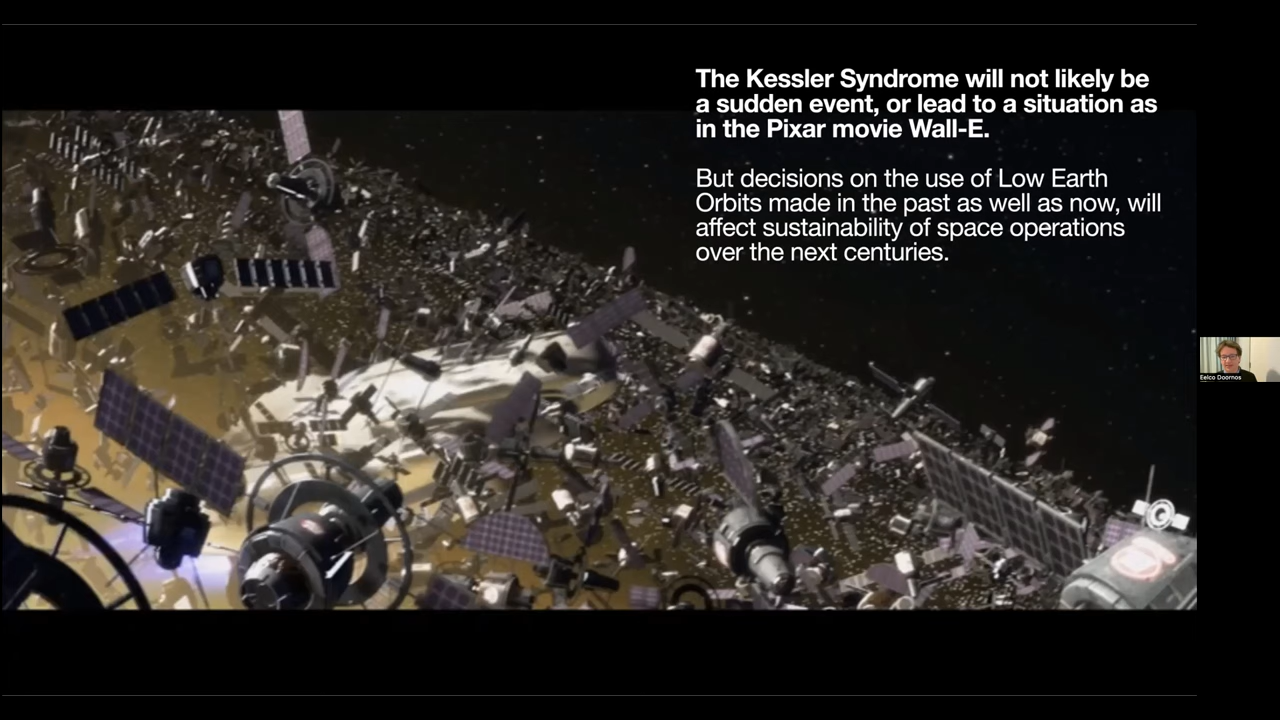 The Kessler Syndrome will not likely be
a sudden event, or lead to a situation as
in the Pixar movie Wall-E.
But decisions on the use of Low Earth
Orbits made in the past as well as now, will
affect sustainability of space operations
over the next centuries.
Eelco Doornos